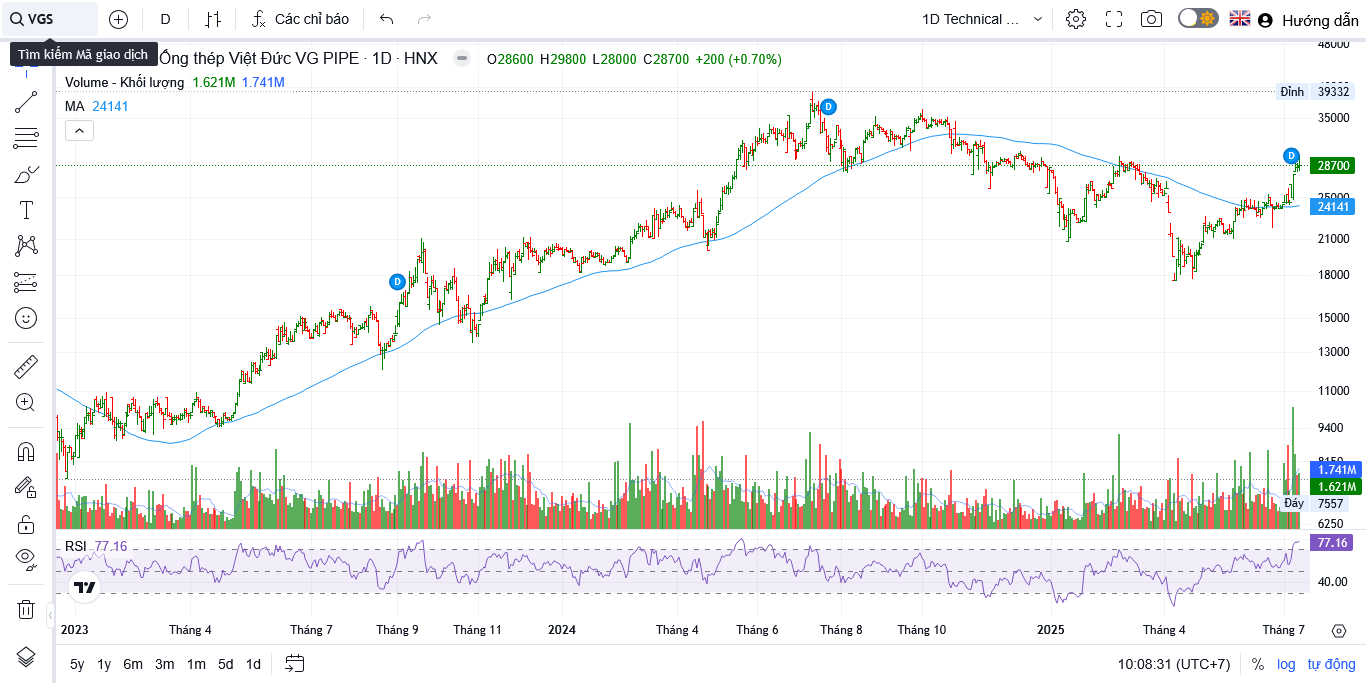 VGS
D
Các chỉ báo
1D Technical ...
Hướng dẫn
Tìm kiếm Mã giao dịch
Ống thép Việt Đức VG PIPE · 1D · HNX
O28600 H29800 L28000 C28700 +200 (+0.70%)
Volume - Khối lượng 1.621M 1.741M
MA 24141
48000
Đỉnh 39332
35000
D
D
D
28700
25000
24141
21000
18000
15000
13000
11000
9400
8150
1.741M
1.621M
Đáy 7557
6250
RSI 77.16
77.16
40.00
2023 Tháng 4 Tháng 7 Tháng 9 Tháng 11 2024 Tháng 4 Tháng 6 Tháng 8 Tháng 10 2025 Tháng 4 Tháng 7
5y 1y 6m 3m 1m 5d 1d
10:08:31 (UTC+7) % log tự động